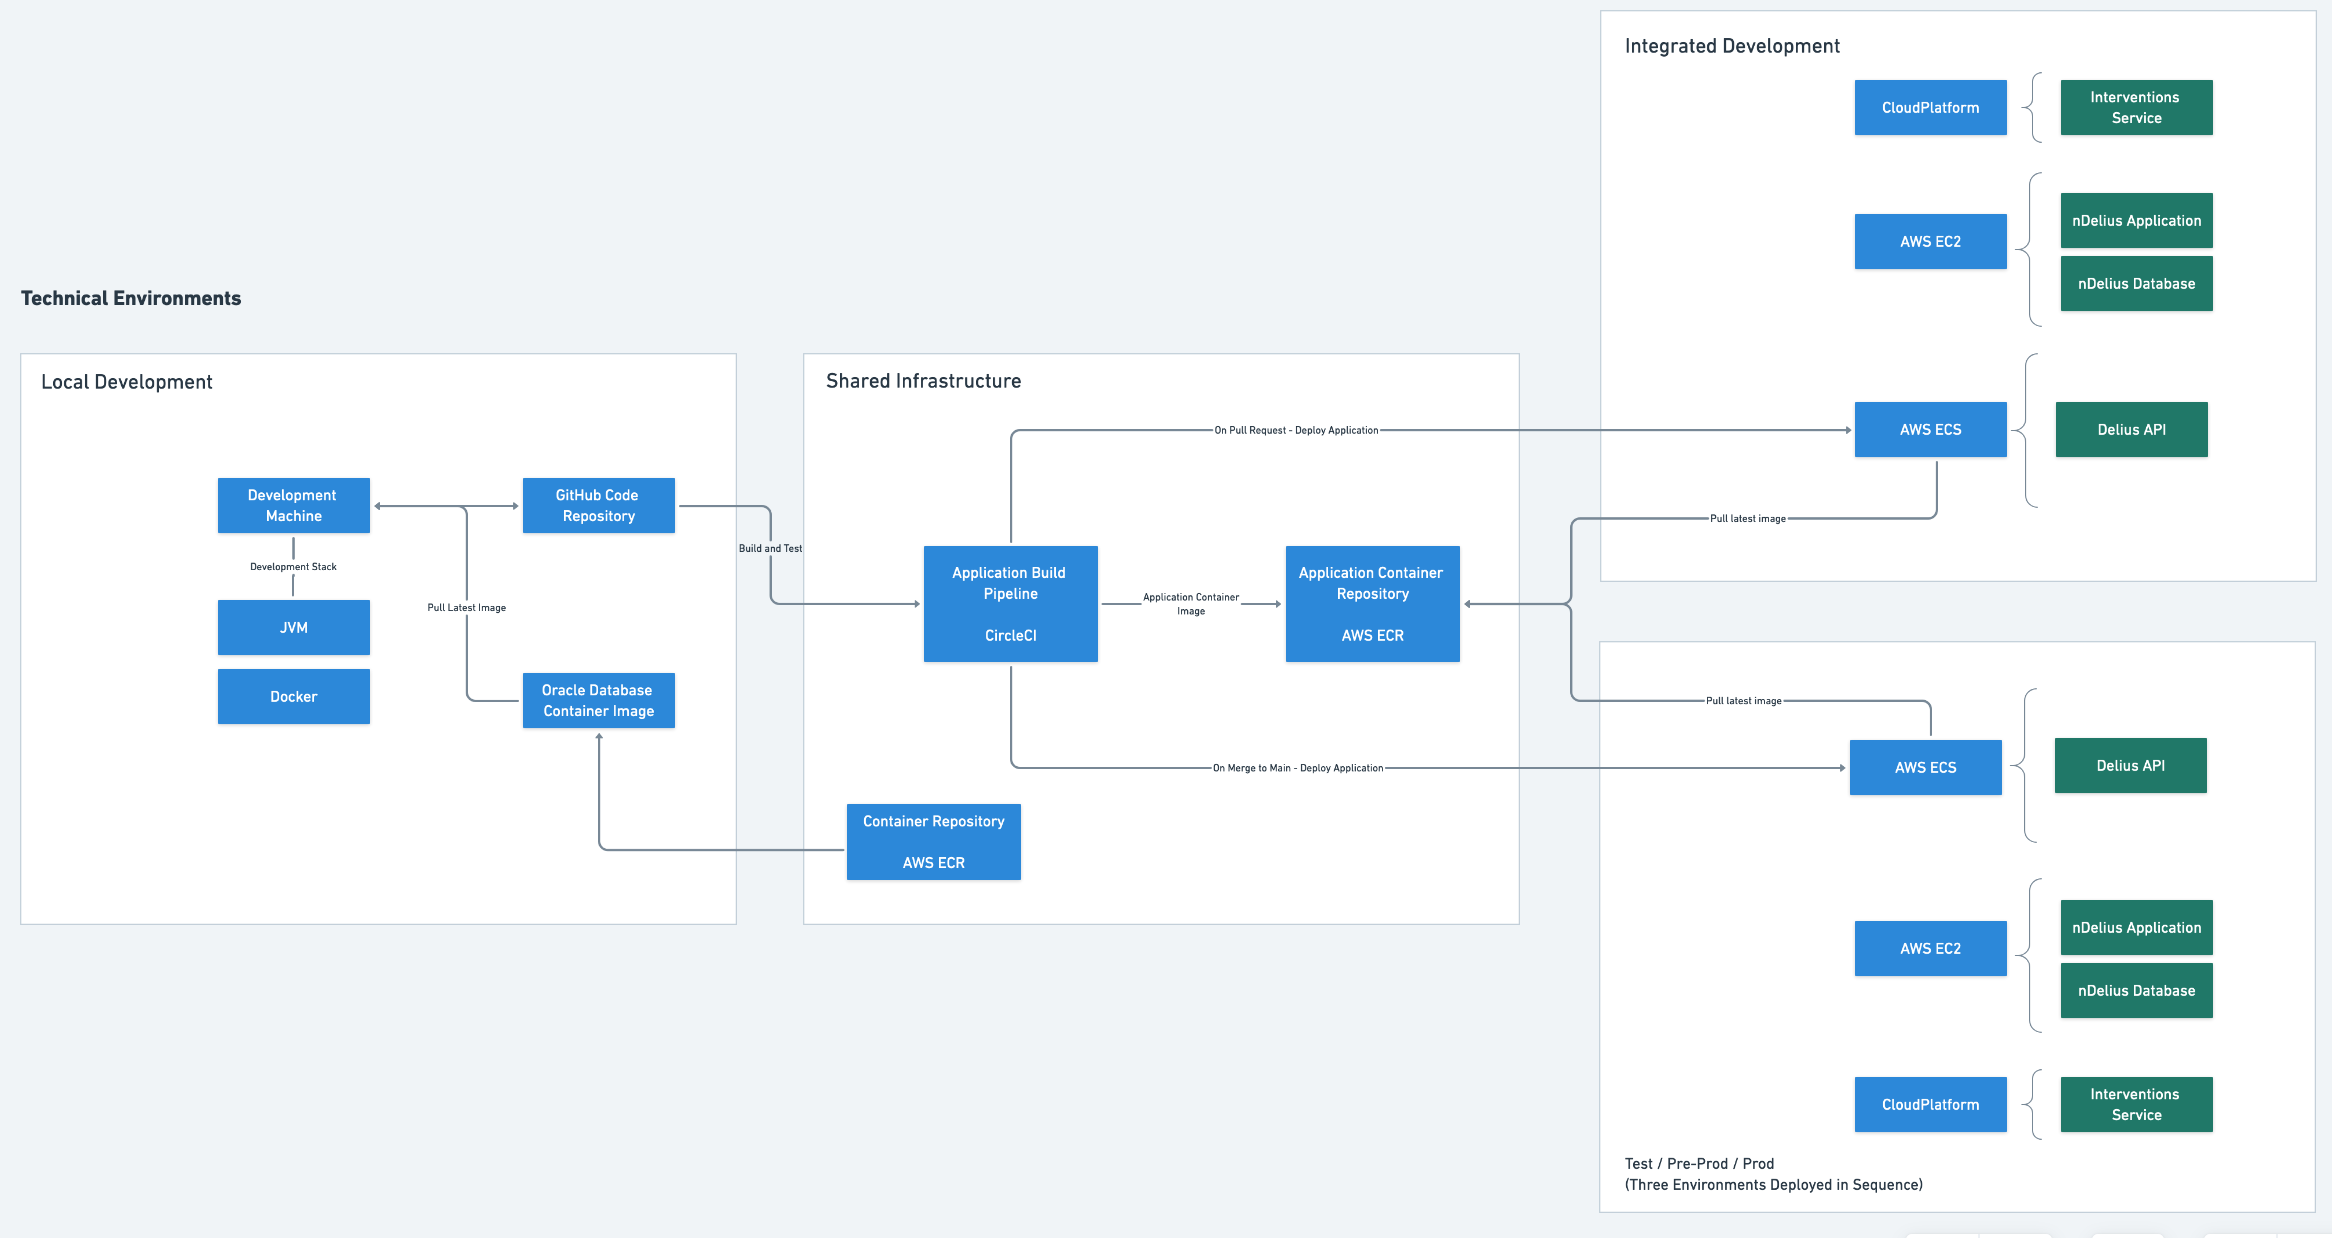 Technical Environments
Local Development
Development
Machine
GitHub Code
Repository
Development Stack
JVM
Docker
Pull Latest Image
Oracle Database
Container Image
Build and Test
Shared Infrastructure
On Pull Request - Deploy Application
Application Build
Pipeline
CircleCI
Application Container
Image
Application Container
Repository
AWS ECR
On Merge to Main - Deploy Application
Container Repository
AWS ECR
Integrated Development
CloudPlatform
Interventions
Service
AWS EC2
nDelius Application
nDelius Database
AWS ECS
Delius API
Pull latest image
Pull latest image
AWS ECS
Delius API
AWS EC2
nDelius Application
nDelius Database
CloudPlatform
Interventions
Service
Test / Pre-Prod / Prod
(Three Environments Deployed in Sequence)